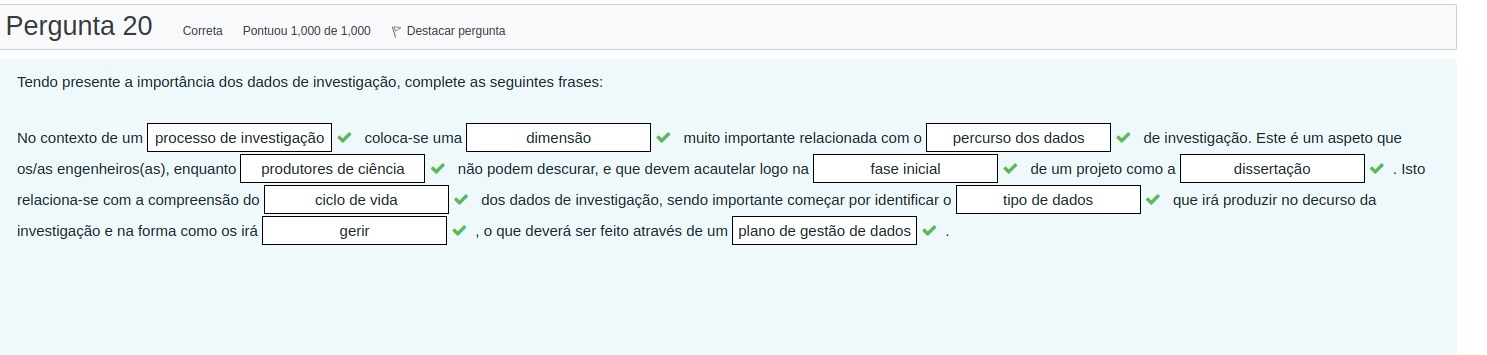 Pergunta 20 Correta Pontuou 1,000 de 1,000 Destacar pergunta
Tendo presente a importância dos dados de investigação, complete as seguintes frases:
No contexto de um processo de investigação coloca-se uma dimensão muito importante relacionada com o percurso dos dados de investigação. Este é um aspeto que
os/as engenheiros(as), enquanto produtores de ciência não podem descurar, e que devem acautelar logo na fase inicial de um projeto como a dissertação . Isto
relaciona-se com a compreensão do ciclo de vida dos dados de investigação, sendo importante começar por identificar o tipo de dados que irá produzir no decurso da
investigação e na forma como os irá gerir , o que deverá ser feito através de um plano de gestão de dados .